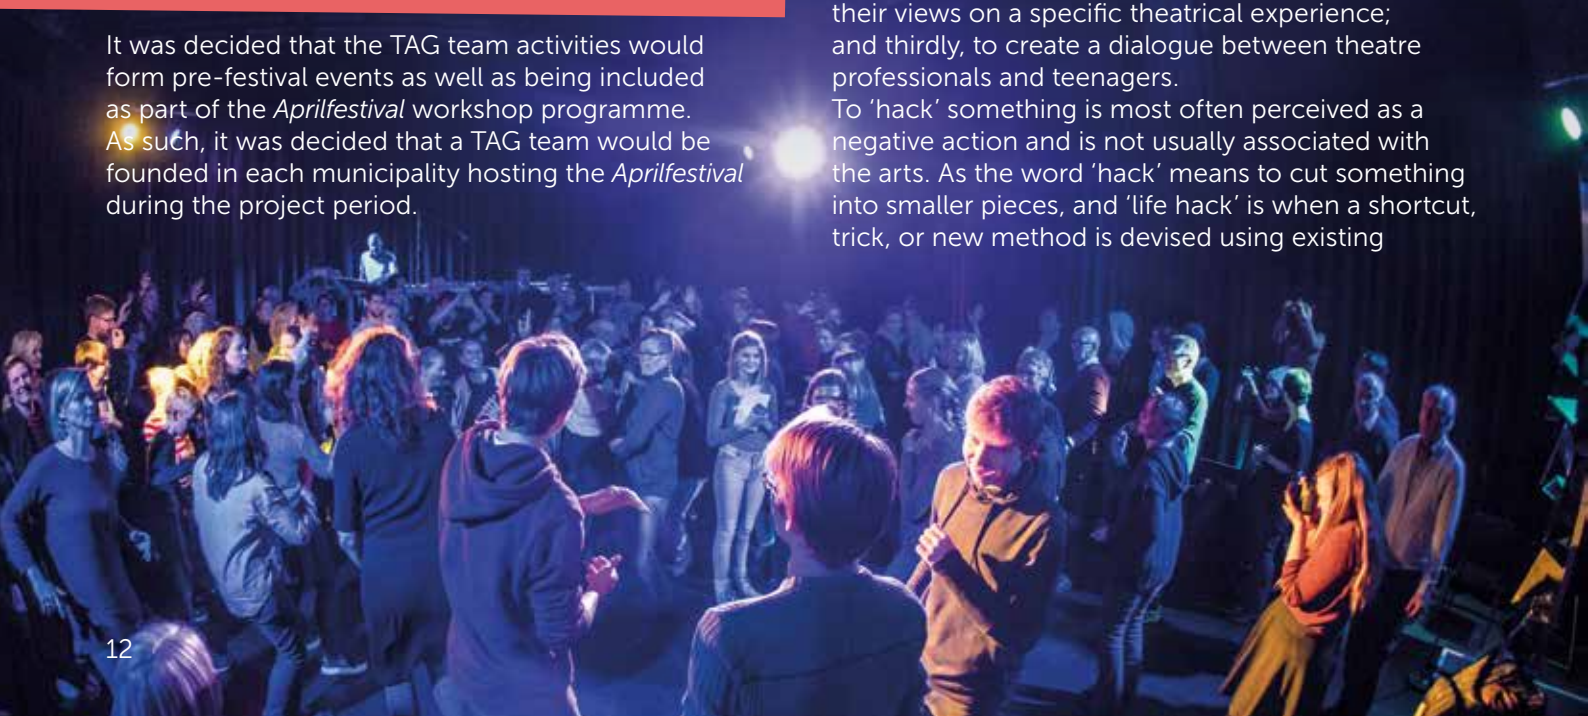 It was decided that the TAG team activities would
form pre-festival events as well as being included
as part of the Aprilfestival workshop programme.
As such, it was decided that a TAG team would be
founded in each municipality hosting the Aprilfestival
during the project period.
their views on a specific theatrical experience;
and thirdly, to create a dialogue between theatre
professionals and teenagers.
To ‘hack’ something is most often perceived as a
negative action and is not usually associated with
the arts. As the word ‘hack’ means to cut something
into smaller pieces, and ‘life hack’ is when a shortcut,
trick, or new method is devised using existing
12